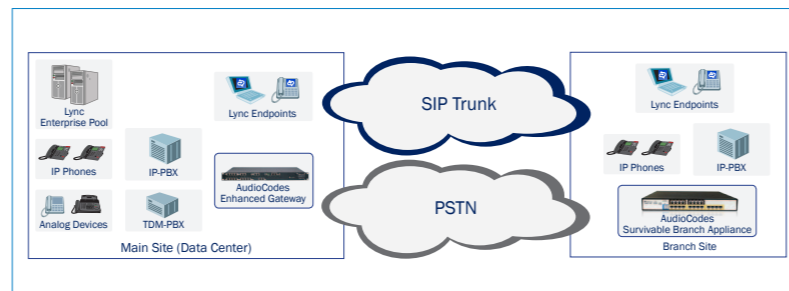 Lync
Enterprise Pool
Lync Endpoints
IP Phones
IP-PBX
AudioCodes
Enhanced Gateway
Analog Devices
TDM-PBX
Main Site (Data Center)
SIP Trunk
PSTN
Lync Endpoints
IP Phones
IP-PBX
AudioCodes
Survivable Branch Appliance
Branch Site